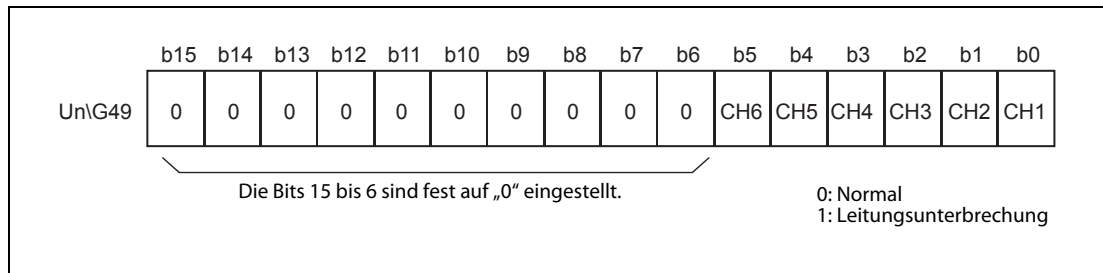 b15 b14 b13 b12 b11 b10 b9 b8 b7 b6 b5 b4 b3 b2 b1 b0
Un\G49 0 0 0 0 0 0 0 0 0 0 CH6 CH5 CH4 CH3 CH2 CH1
Die Bits 15 bis 6 sind fest auf „0“ eingestellt.
0: Normal
1: Leitungsunterbrechung